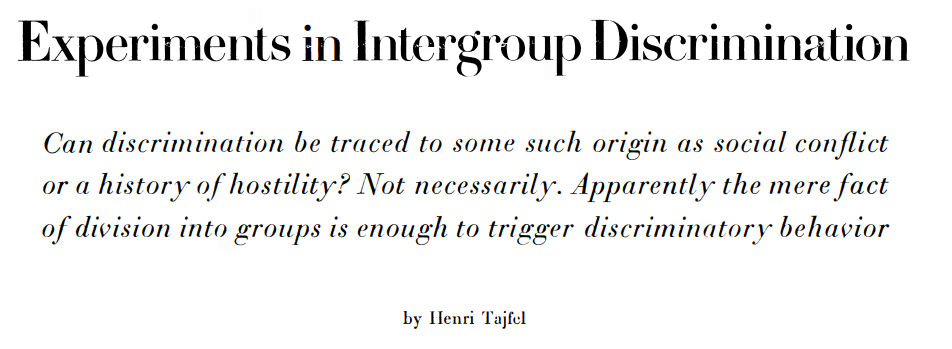 Experiments in Intergroup Discrimination
Can discrimination be traced to some such origin as social conflict
or a history of hostility? Not necessarily. Apparently the mere fact
of division into groups is enough to trigger discriminatory behavior
by Henri Tajfel